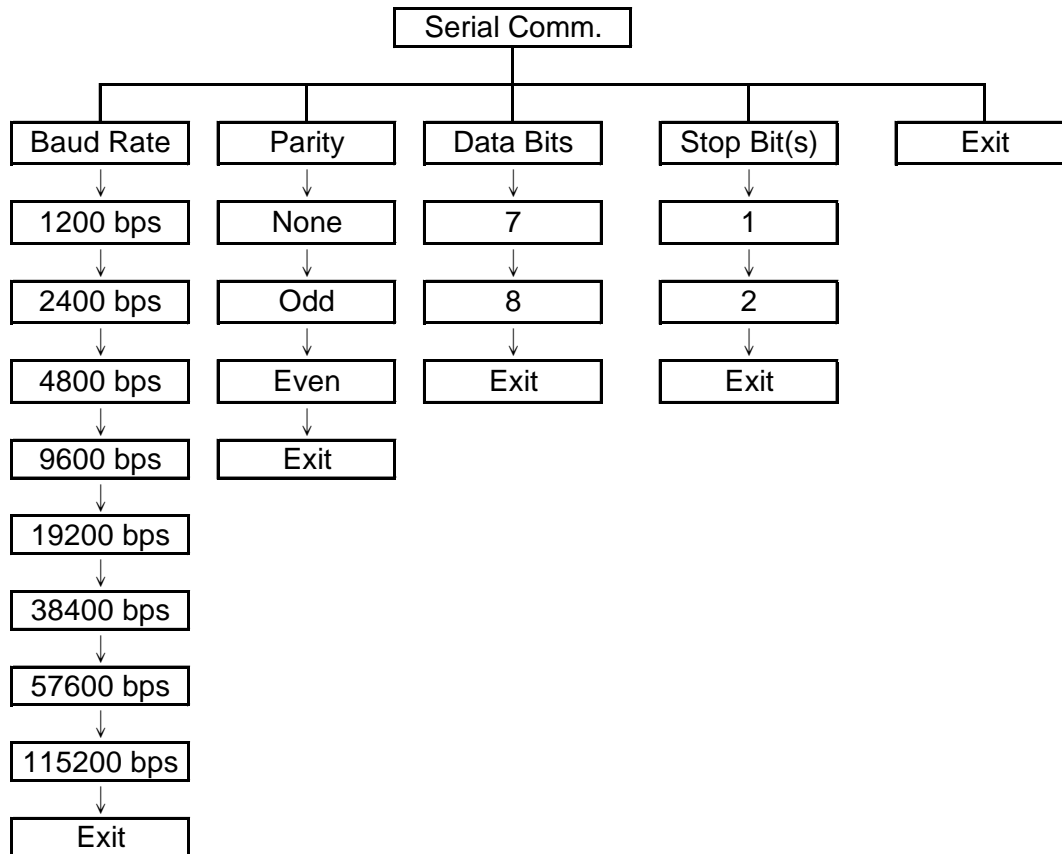 Serial Comm.
Baud Rate
Parity
Data Bits
Stop Bit(s)
Exit
1200 bps
None
7
1
2400 bps
Odd
8
2
4800 bps
Even
Exit
Exit
9600 bps
Exit
19200 bps
38400 bps
57600 bps
115200 bps
Exit